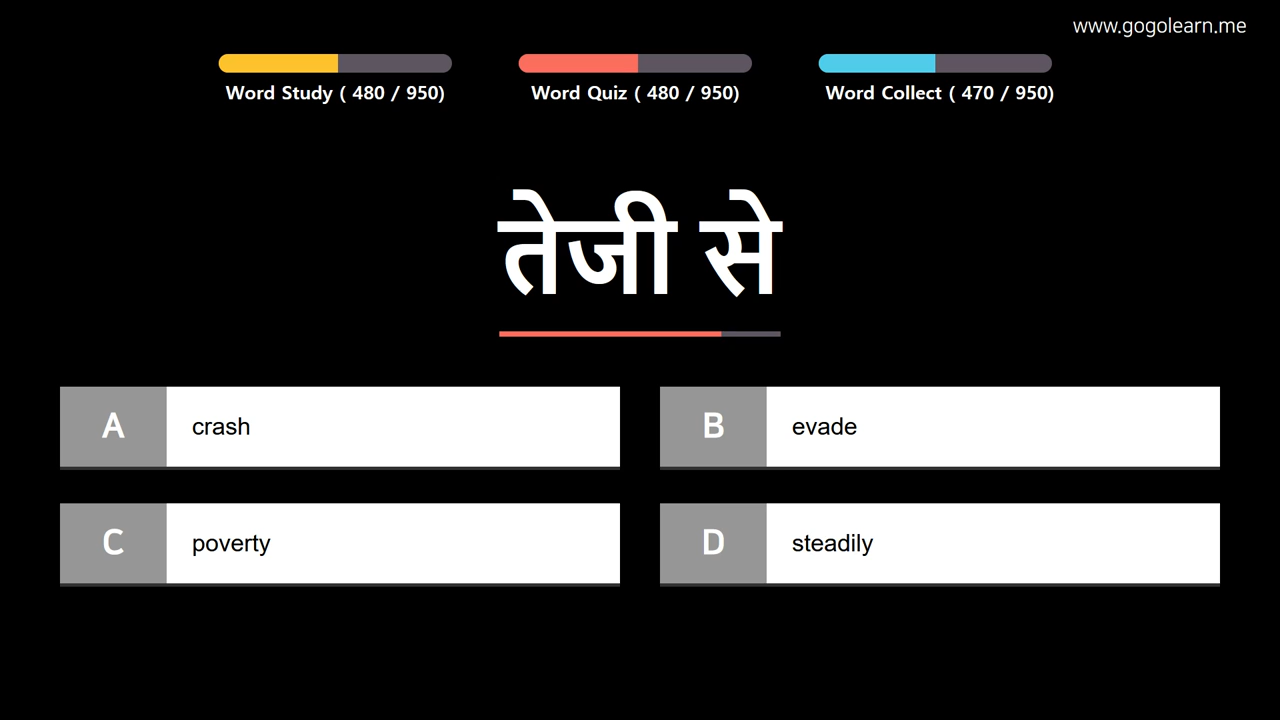 www.gogolearn.me
Word Study ( 480 / 950)
Word Quiz ( 480 / 950)
Word Collect ( 470 / 950)
तेजी से
A crash
B evade
C poverty
D steadily